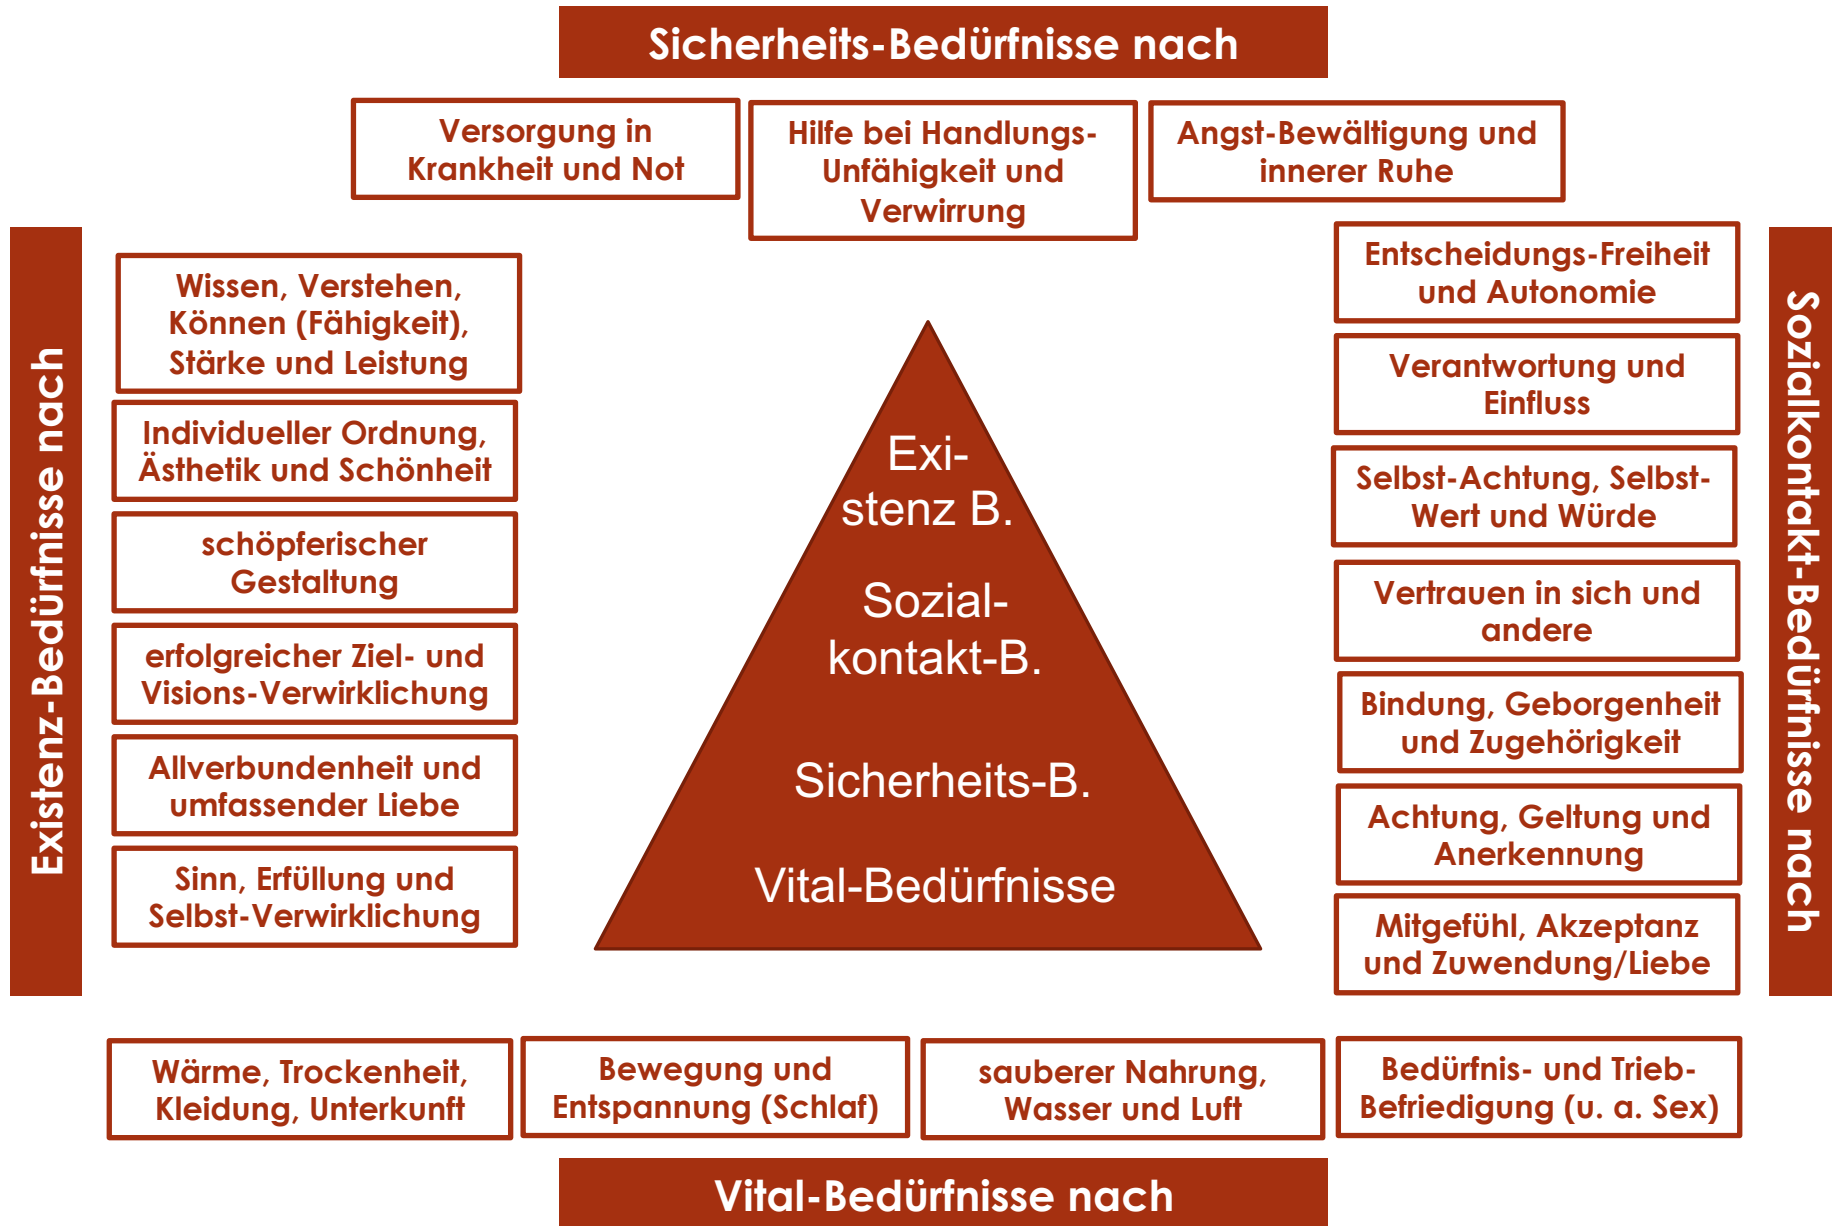 Sicherheits-Bedürfnisse nach
Versorgung in
Krankheit und Not
Hilfe bei Handlungs-
Unfähigkeit und
Verwirrung
Angst-Bewältigung und
innerer Ruhe
Existenz-Bedürfnisse nach
Wissen, Verstehen,
Können (Fähigkeit),
Stärke und Leistung
Individueller Ordnung,
Ästhetik und Schönheit
schöpferischer
Gestaltung
erfolgreicher Ziel- und
Visions-Verwirklichung
Allverbundenheit und
umfassender Liebe
Sinn, Erfüllung und
Selbst-Verwirklichung
Exi-
stenz B.
Sozial-
kontakt-B.
Sicherheits-B.
Vital-Bedürfnisse
Entscheidungs-Freiheit
und Autonomie
Verantwortung und
Einfluss
Selbst-Achtung, Selbst-
Wert und Würde
Vertrauen in sich und
andere
Bindung, Geborgenheit
und Zugehörigkeit
Achtung, Geltung und
Anerkennung
Mitgefühl, Akzeptanz
und Zuwendung/Liebe
Sozialkontakt-Bedürfnisse nach
Wärme, Trockenheit,
Kleidung, Unterkunft
Bewegung und
Entspannung (Schlaf)
sauberer Nahrung,
Wasser und Luft
Bedürfnis- und Trieb-
Befriedigung (u. a. Sex)
Vital-Bedürfnisse nach